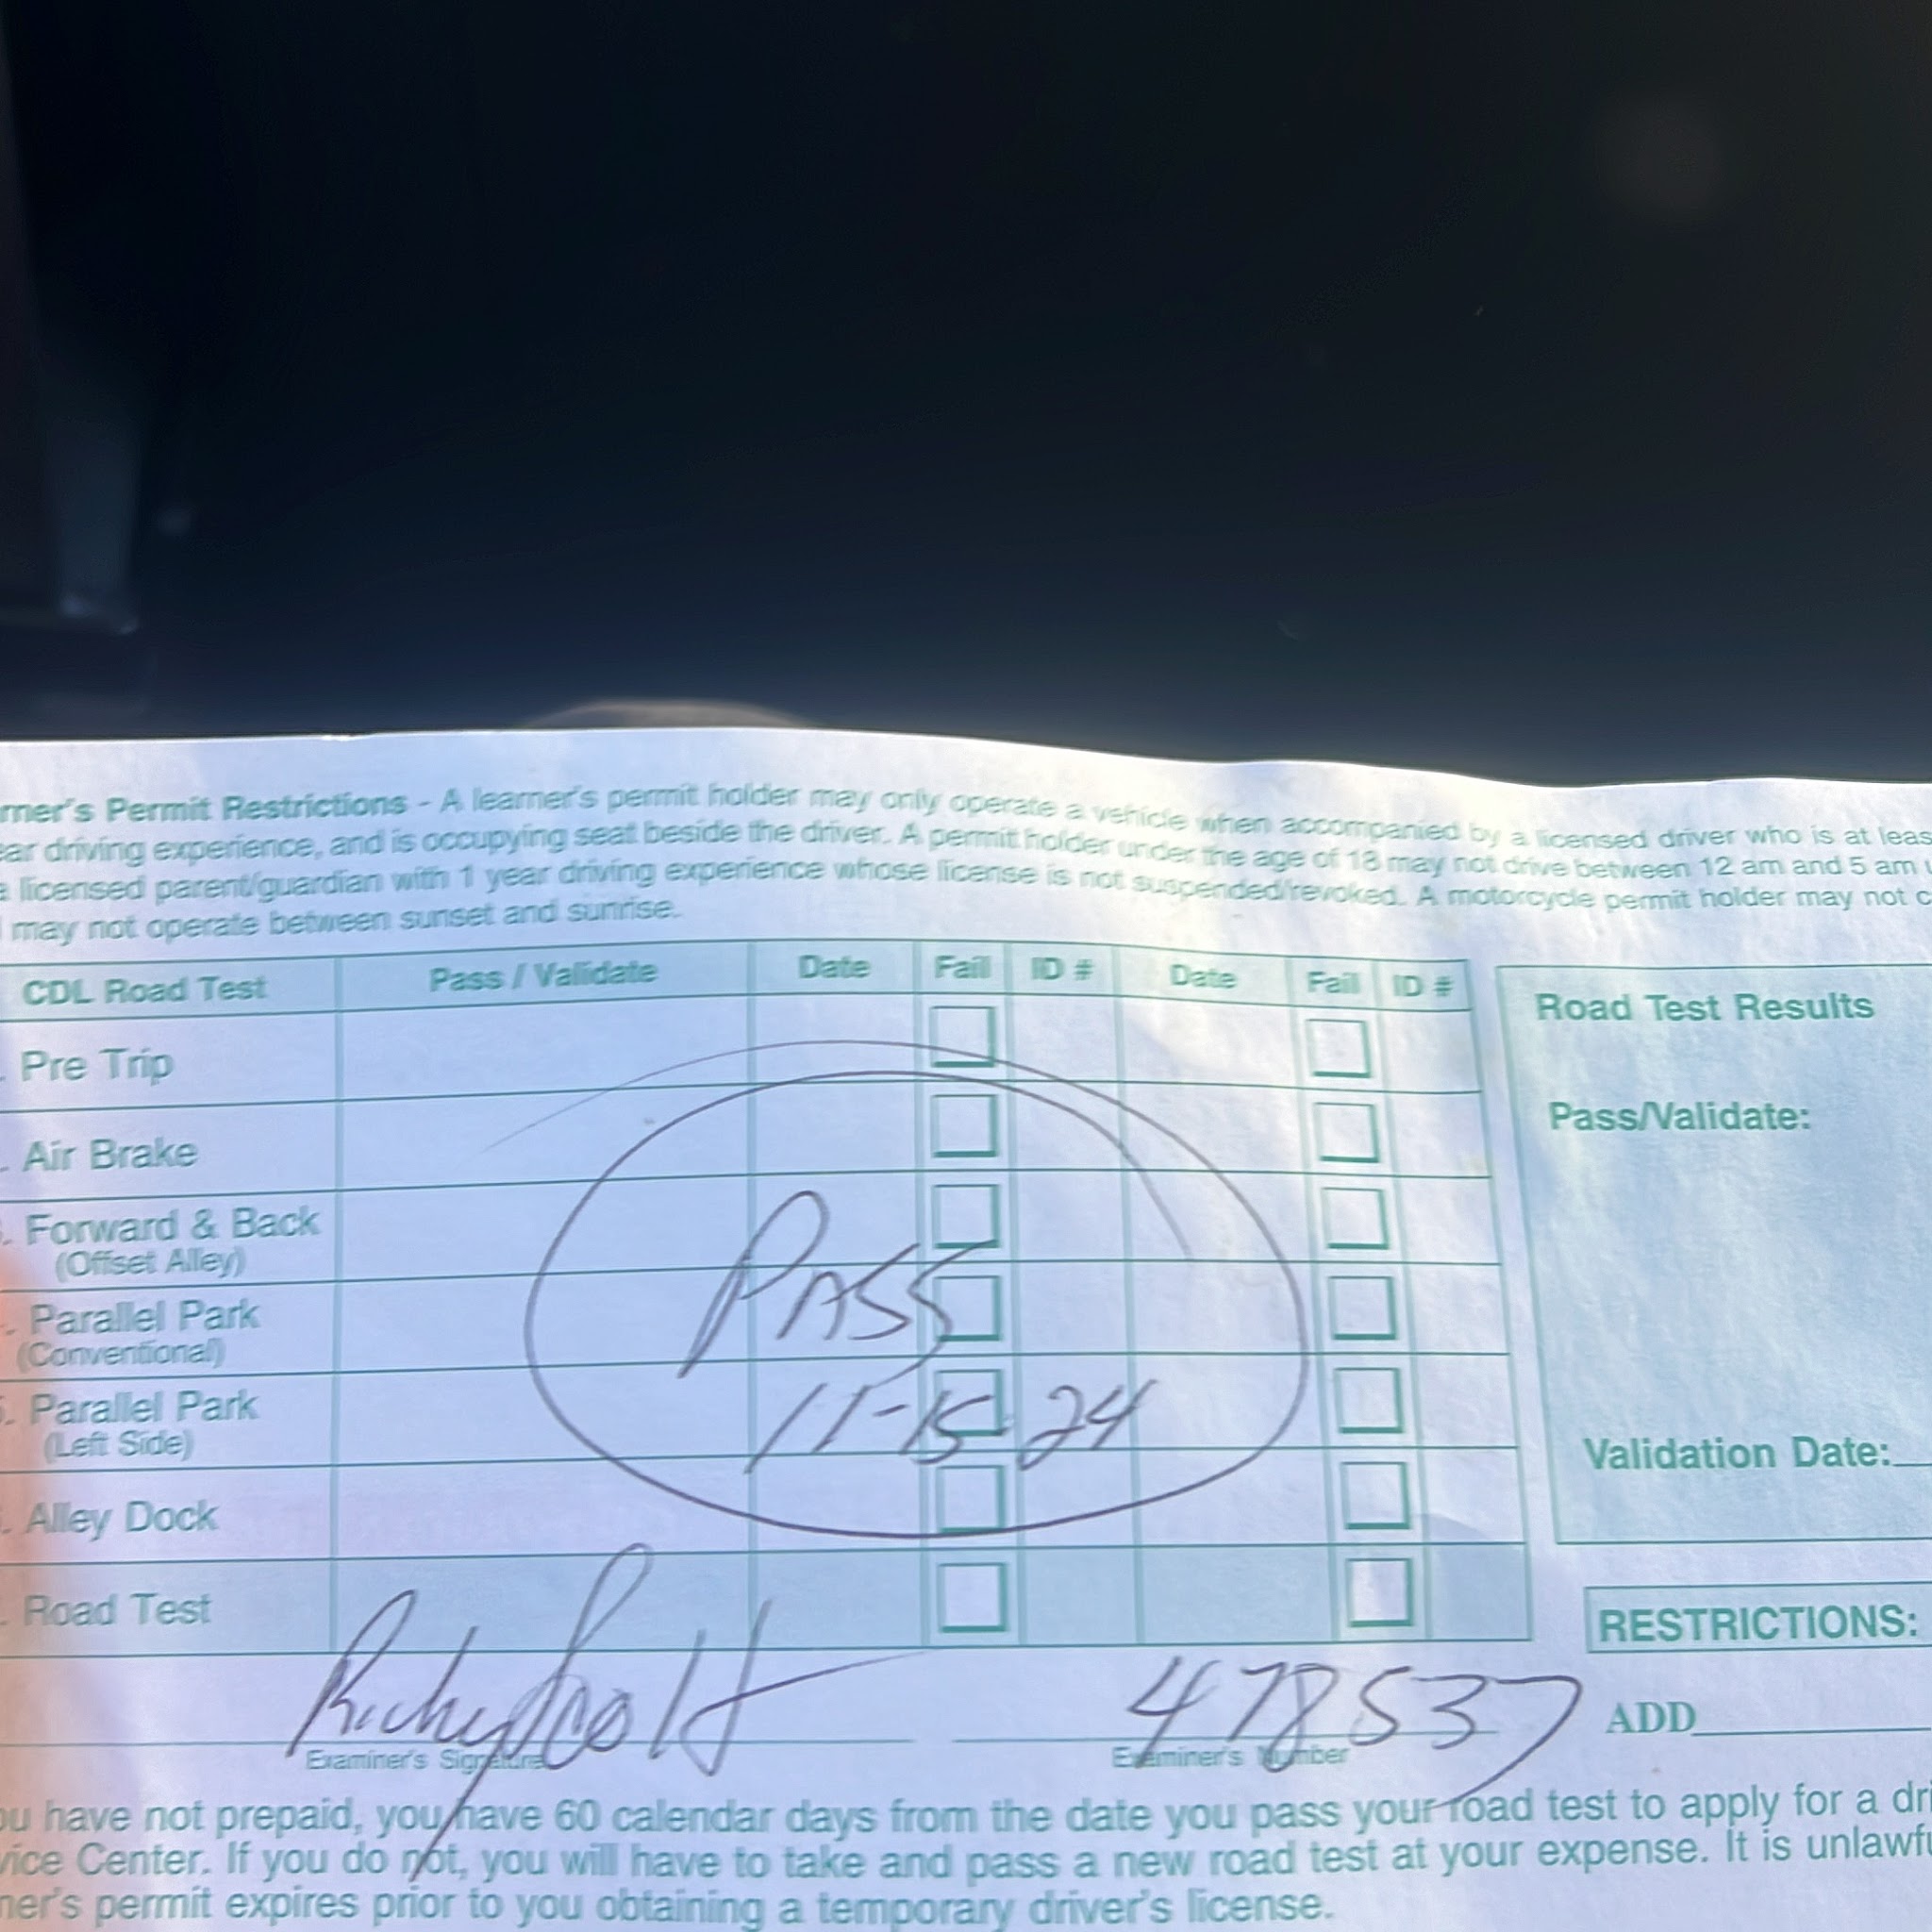 rner's Permit Restrictions - A learner's permit holder may only operate a vehicle when accompanied by a licensed driver who is at leas
ear driving experience, and is occupying seat beside the driver. A permit holder under the age of 18 may not drive between 12 am and 5 am
a licensed parent/guardian with 1 year driving experience whose license is not suspended/revoked. A motorcycle permit holder may not c
may not operate between sunset and sunrise.
CDL Road Test Pass / Validate Date Fail ID # Date Fail ID #
Pre Trip
Air Brake
Forward & Back
(Offset Alley)
Parallel Park
(Conventional)
Parallel Park
(Left Side)
Alley Dock
Road Test
PASS
11-15 24
Road Test Results
Pass/Validate:
Validation Date:
RESTRICTIONS:
ADD
Ricky Scott
478537
Examiner's Signature
Examiner's Number
ou have not prepaid, you have 60 calendar days from the date you pass your road test to apply for a dri
vice Center. If you do not, you will have to take and pass a new road test at your expense. It is unlawfu
ner's permit expires prior to you obtaining a temporary driver's license.